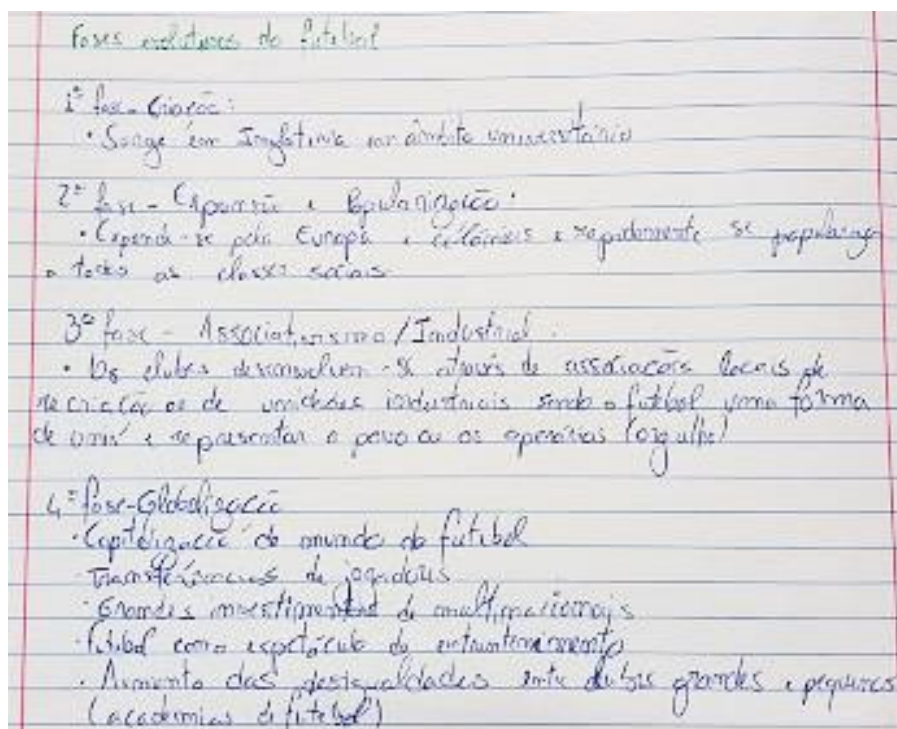 Fases evolutivas do futebol
1ª fase - Criação:
• Surge em Inglaterra em âmbito universitário
2ª fase - Expansão e Popularização.
• Expande-se pela Europa e colónias e rapidamente se populariza
a todas as classes sociais
3ª fase - Associativismo/Industrial.
• Os clubes desenvolvem-se através de associações locais de
recriação ou de unidades industriais sendo o futebol uma forma
de unir e representar o povo ou os operários (orgulho)
4ª fase - Globalização
• Capitalização do mundo do futebol
- Transferências de jogadores
- Grandes investimentos de multinacionais
- Futebol como espetáculo de entretenimento
• Aumento das desigualdades entre clubes grandes e pequenos
(academias de futebol)